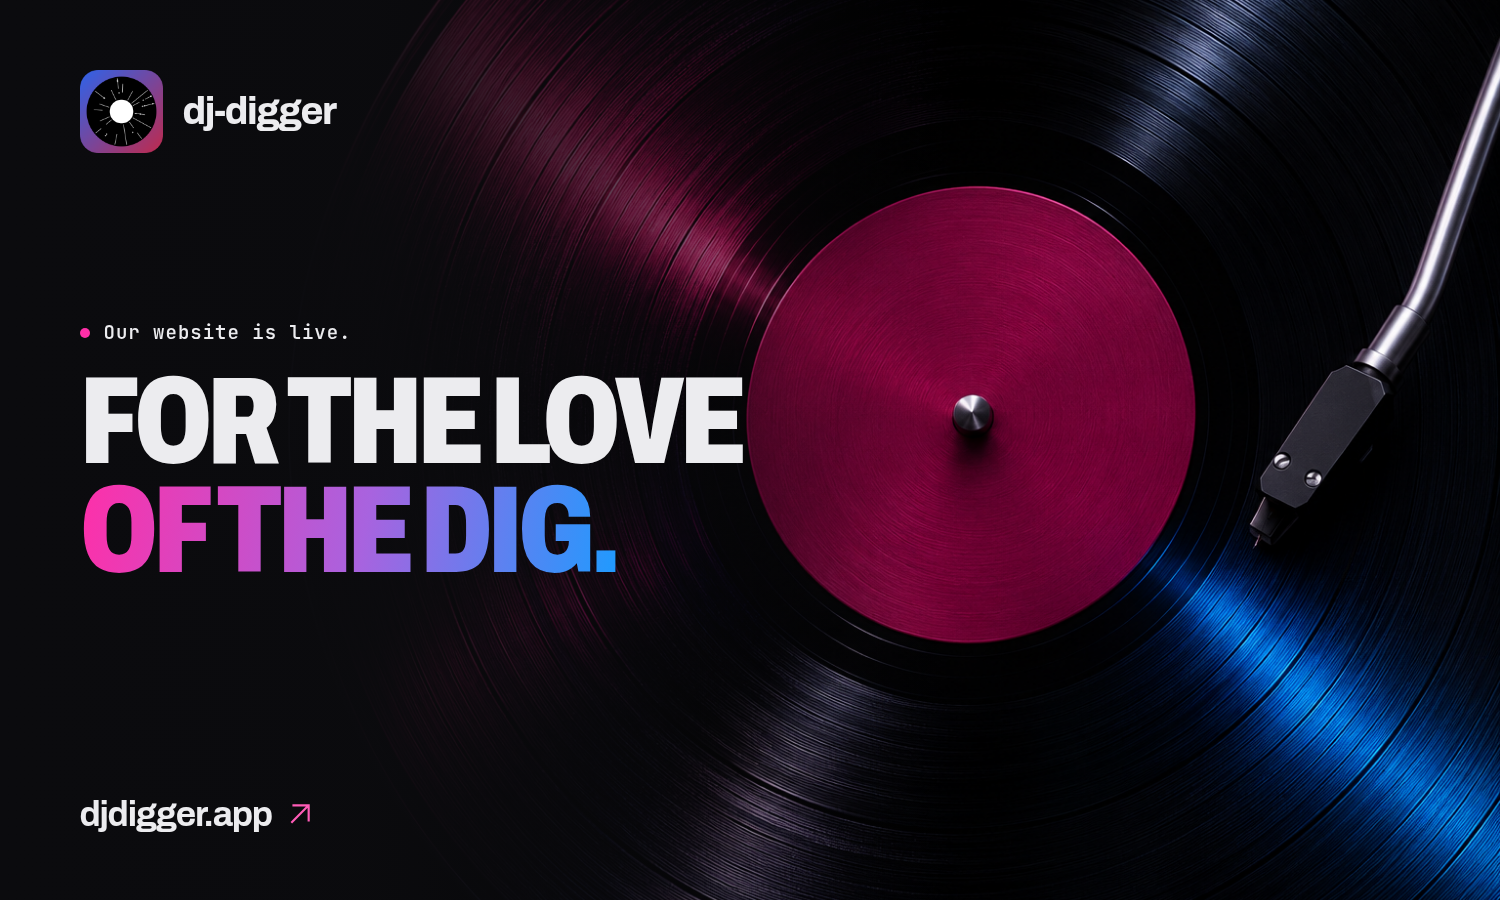 dj-digger
Our website is live.
FOR THE LOVE
OF THE DIG.
djdigger.app